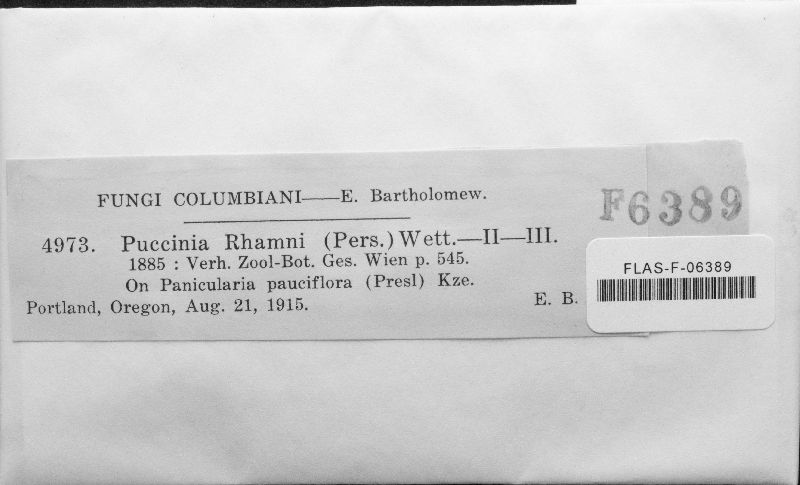 FUNGI COLUMBIANI——E. Bartholomew.
F6389
4973. Puccinia Rhamni (Pers.) Wett.—II—III.
1885 : Verh. Zool-Bot. Ges. Wien p. 545.
On Panicularia pauciflora (Presl) Kze.
Portland, Oregon, Aug. 21, 1915. E. B.
FLAS-F-06389